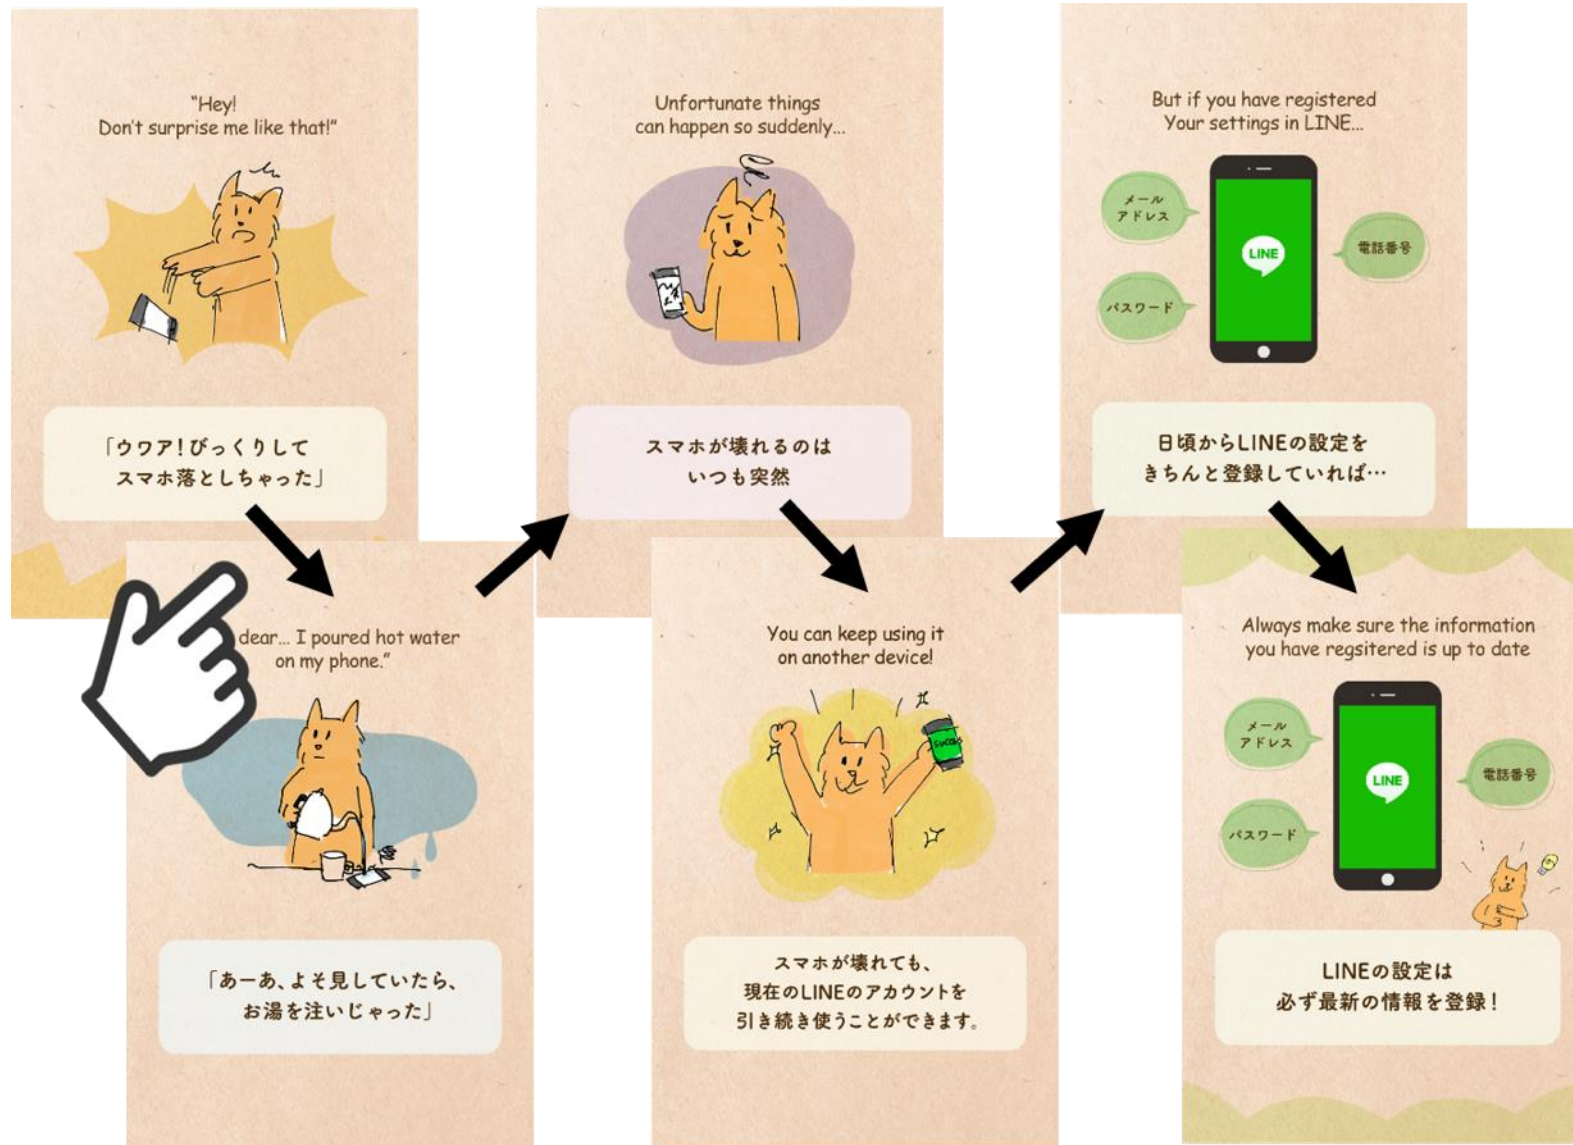 "Hey!
Don't surprise me like that!"
「ウワア!びっくりして
スマホ落としちゃった」
dear... I poured hot water
on my phone."
「あーあ、よそ見していたら、
お湯を注いじゃった」
Unfortunate things
can happen so suddenly...
スマホが壊れるのは
いつも突然
You can keep using it
on another device!
success
スマホが壊れても、
現在のLINEのアカウントを
引き続き使うことができます。
But if you have registered
Your settings in LINE...
メール
アドレス
LINE
電話番号
パスワード
日頃からLINEの設定を
きちんと登録していれば…
Always make sure the information
you have regsitered is up to date
メール
アドレス
LINE
電話番号
パスワード
LINEの設定は
必ず最新の情報を登録!